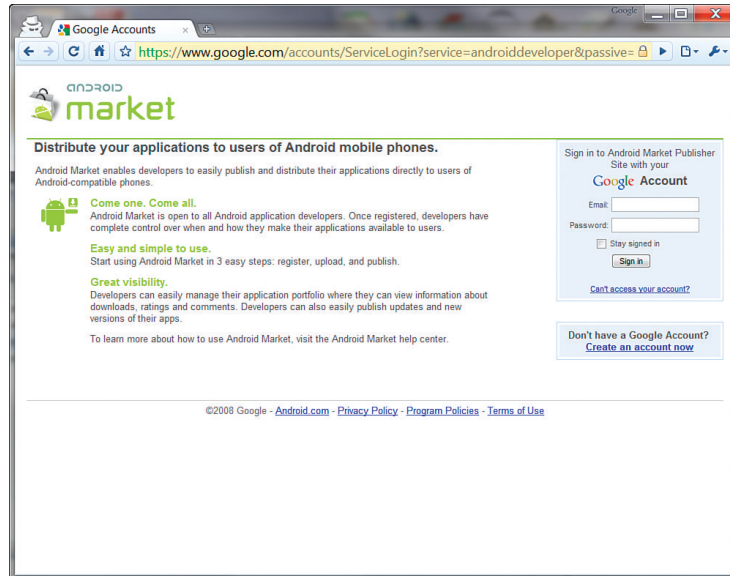 Google
Google Accounts
https://www.google.com/accounts/ServiceLogin?service=androiddeveloper&passive=
android
market
Distribute your applications to users of Android mobile phones.
Android Market enables developers to easily publish and distribute their applications directly to users of
Android-compatible phones.
Come one. Come all.
Android Market is open to all Android application developers. Once registered, developers have
complete control over when and how they make their applications available to users.
Easy and simple to use.
Start using Android Market in 3 easy steps: register, upload, and publish.
Great visibility.
Developers can easily manage their application portfolio where they can view information about
downloads, ratings and comments. Developers can also easily publish updates and new
versions of their apps.
To learn more about how to use Android Market, visit the Android Market help center.
Sign in to Android Market Publisher
Site with your
Google Account
Email:
Password:
Stay signed in
Sign in
Can't access your account?
Don't have a Google Account?
Create an account now
©2008 Google - Android.com - Privacy Policy - Program Policies - Terms of Use